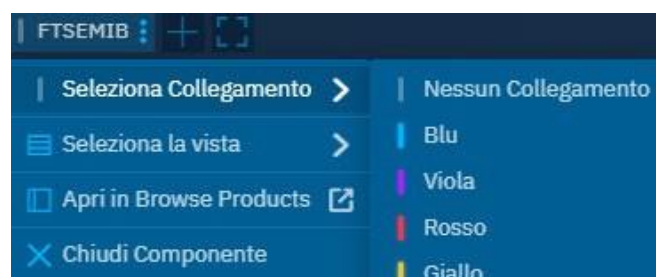 FTSEMIB
Seleziona Collegamento
Seleziona la vista
Apri in Browse Products
Chiudi Componente
Nessun Collegamento
Blu
Viola
Rosso
Giallo